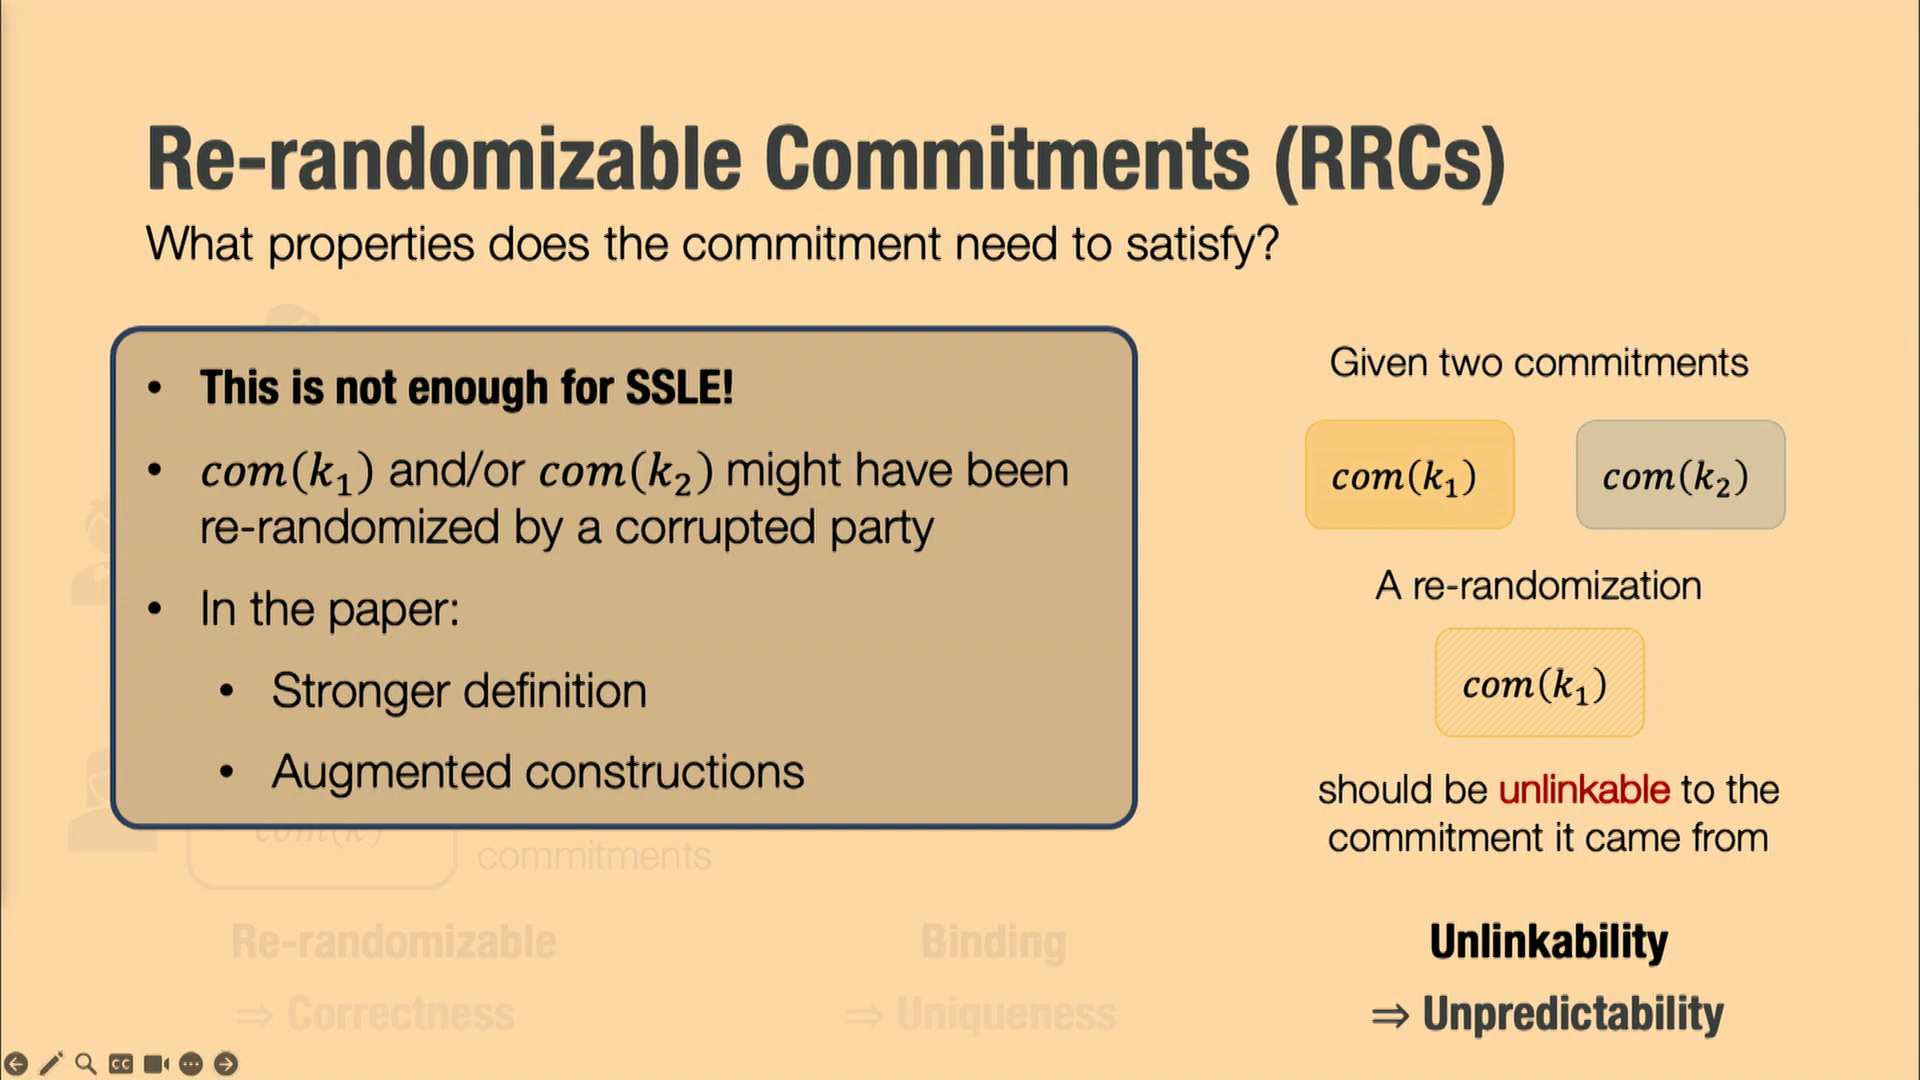 Re-randomizable Commitments (RRCs)
What properties does the commitment need to satisfy?
• This is not enough for SSLE!
• com(k₁) and/or com(k₂) might have been
re-randomized by a corrupted party
• In the paper:
• Stronger definition
• Augmented constructions
com(k)
commitments
Given two commitments
com(k₁) com(k₂)
A re-randomization
com(k₁)
should be unlinkable to the
commitment it came from
Re-randomizable
⇒ Correctness
Binding
⇒ Uniqueness
Unlinkability
⇒ Unpredictability
CC